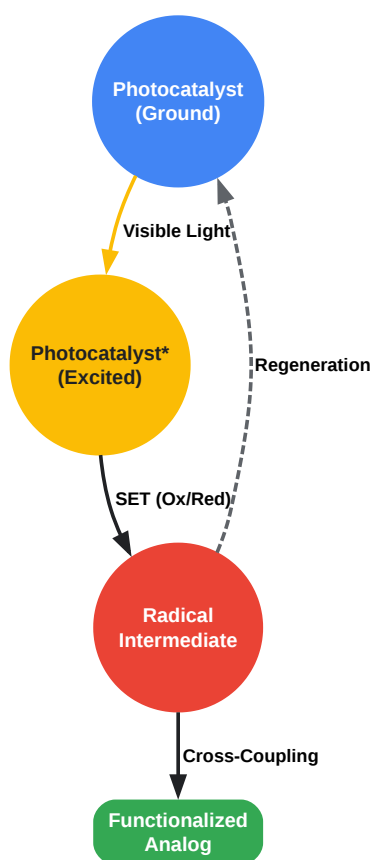 Photocatalyst
(Ground)
Visible Light
Photocatalyst*
(Excited)
Regeneration
SET (Ox/Red)
Radical
Intermediate
Cross-Coupling
Functionalized
Analog